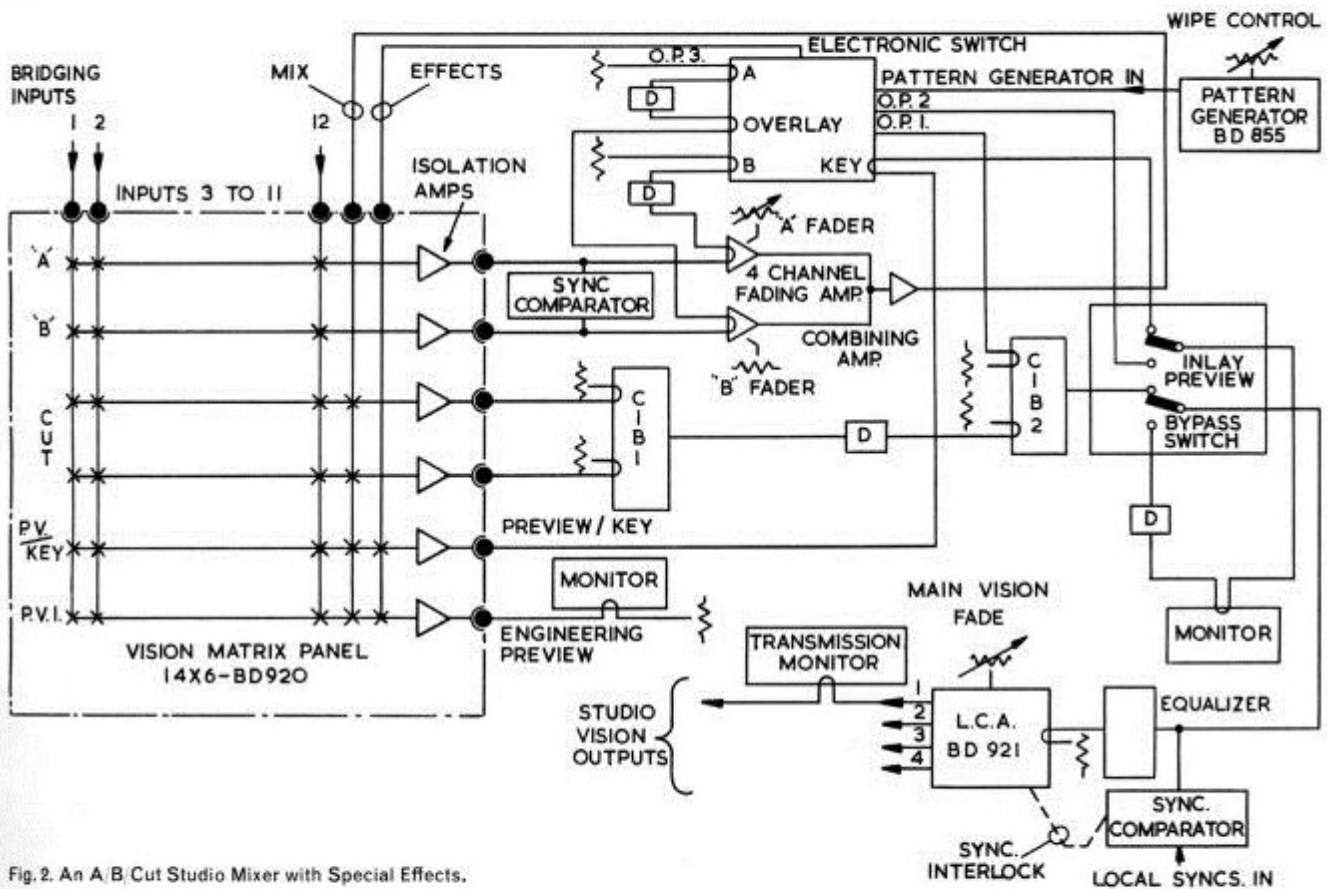 WIPE CONTROL
ELECTRONIC SWITCH
O.P. 3.
BRIDGING
INPUTS
MIX
EFFECTS
A
PATTERN GENERATOR IN
PATTERN
GENERATOR
BD 855
1 2
12
D
O.P. 2
O.P. 1.
OVERLAY
ISOLATION
AMPS
B
KEY
INPUTS 3 TO 11
D
"A" FADER
'A'
SYNC
COMPARATOR
4 CHANNEL
FADING AMP.
'B'
COMBINING
AMP.
"B" FADER
INLAY
PREVIEW
CUT
CIB1
D
CIB2
BYPASS
SWITCH
P.V.
KEY
PREVIEW / KEY
D
MONITOR
MAIN VISION
FADE
P.V.I.
ENGINEERING
PREVIEW
MONITOR
VISION MATRIX PANEL
14X6-BD920
TRANSMISSION
MONITOR
STUDIO
VISION
OUTPUTS
1
2
3
4
L.C.A.
BD 921
EQUALIZER
SYNC.
COMPARATOR
SYNC.
INTERLOCK
LOCAL SYNCS. IN
Fig. 2. An A/B/Cut Studio Mixer with Special Effects.